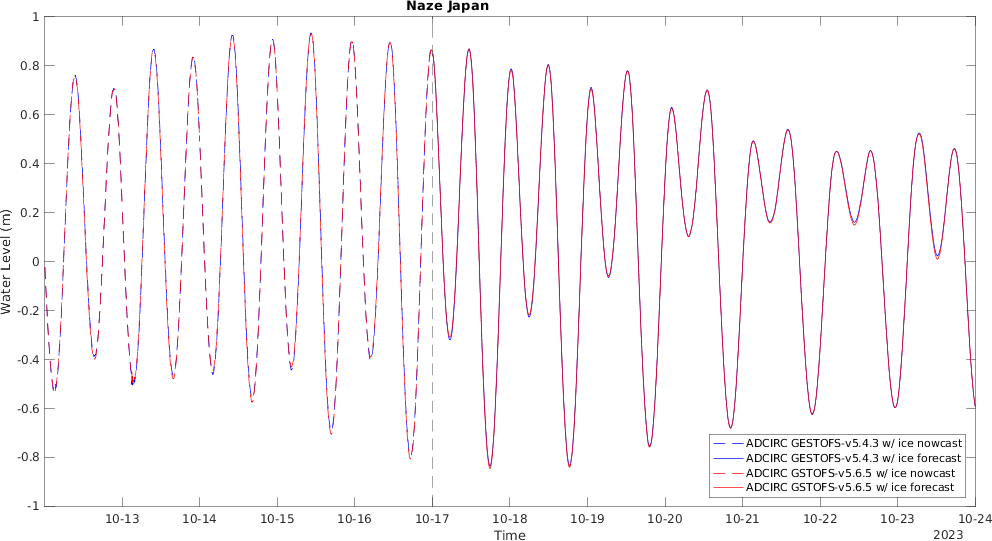 Naze Japan
1
0.8
0.6
0.4
0.2
0
-0.2
-0.4
-0.6
-0.8
-1
Water Level (m)
10-13 10-14 10-15 10-16 10-17 10-18 10-19 10-20 10-21 10-22 10-23 10-24
Time
2023
ADCIRC GESTOFS-v5.4.3 w/ ice nowcast
ADCIRC GESTOFS-v5.4.3 w/ ice forecast
ADCIRC GSTOFS-v5.6.5 w/ ice nowcast
ADCIRC GSTOFS-v5.6.5 w/ ice forecast